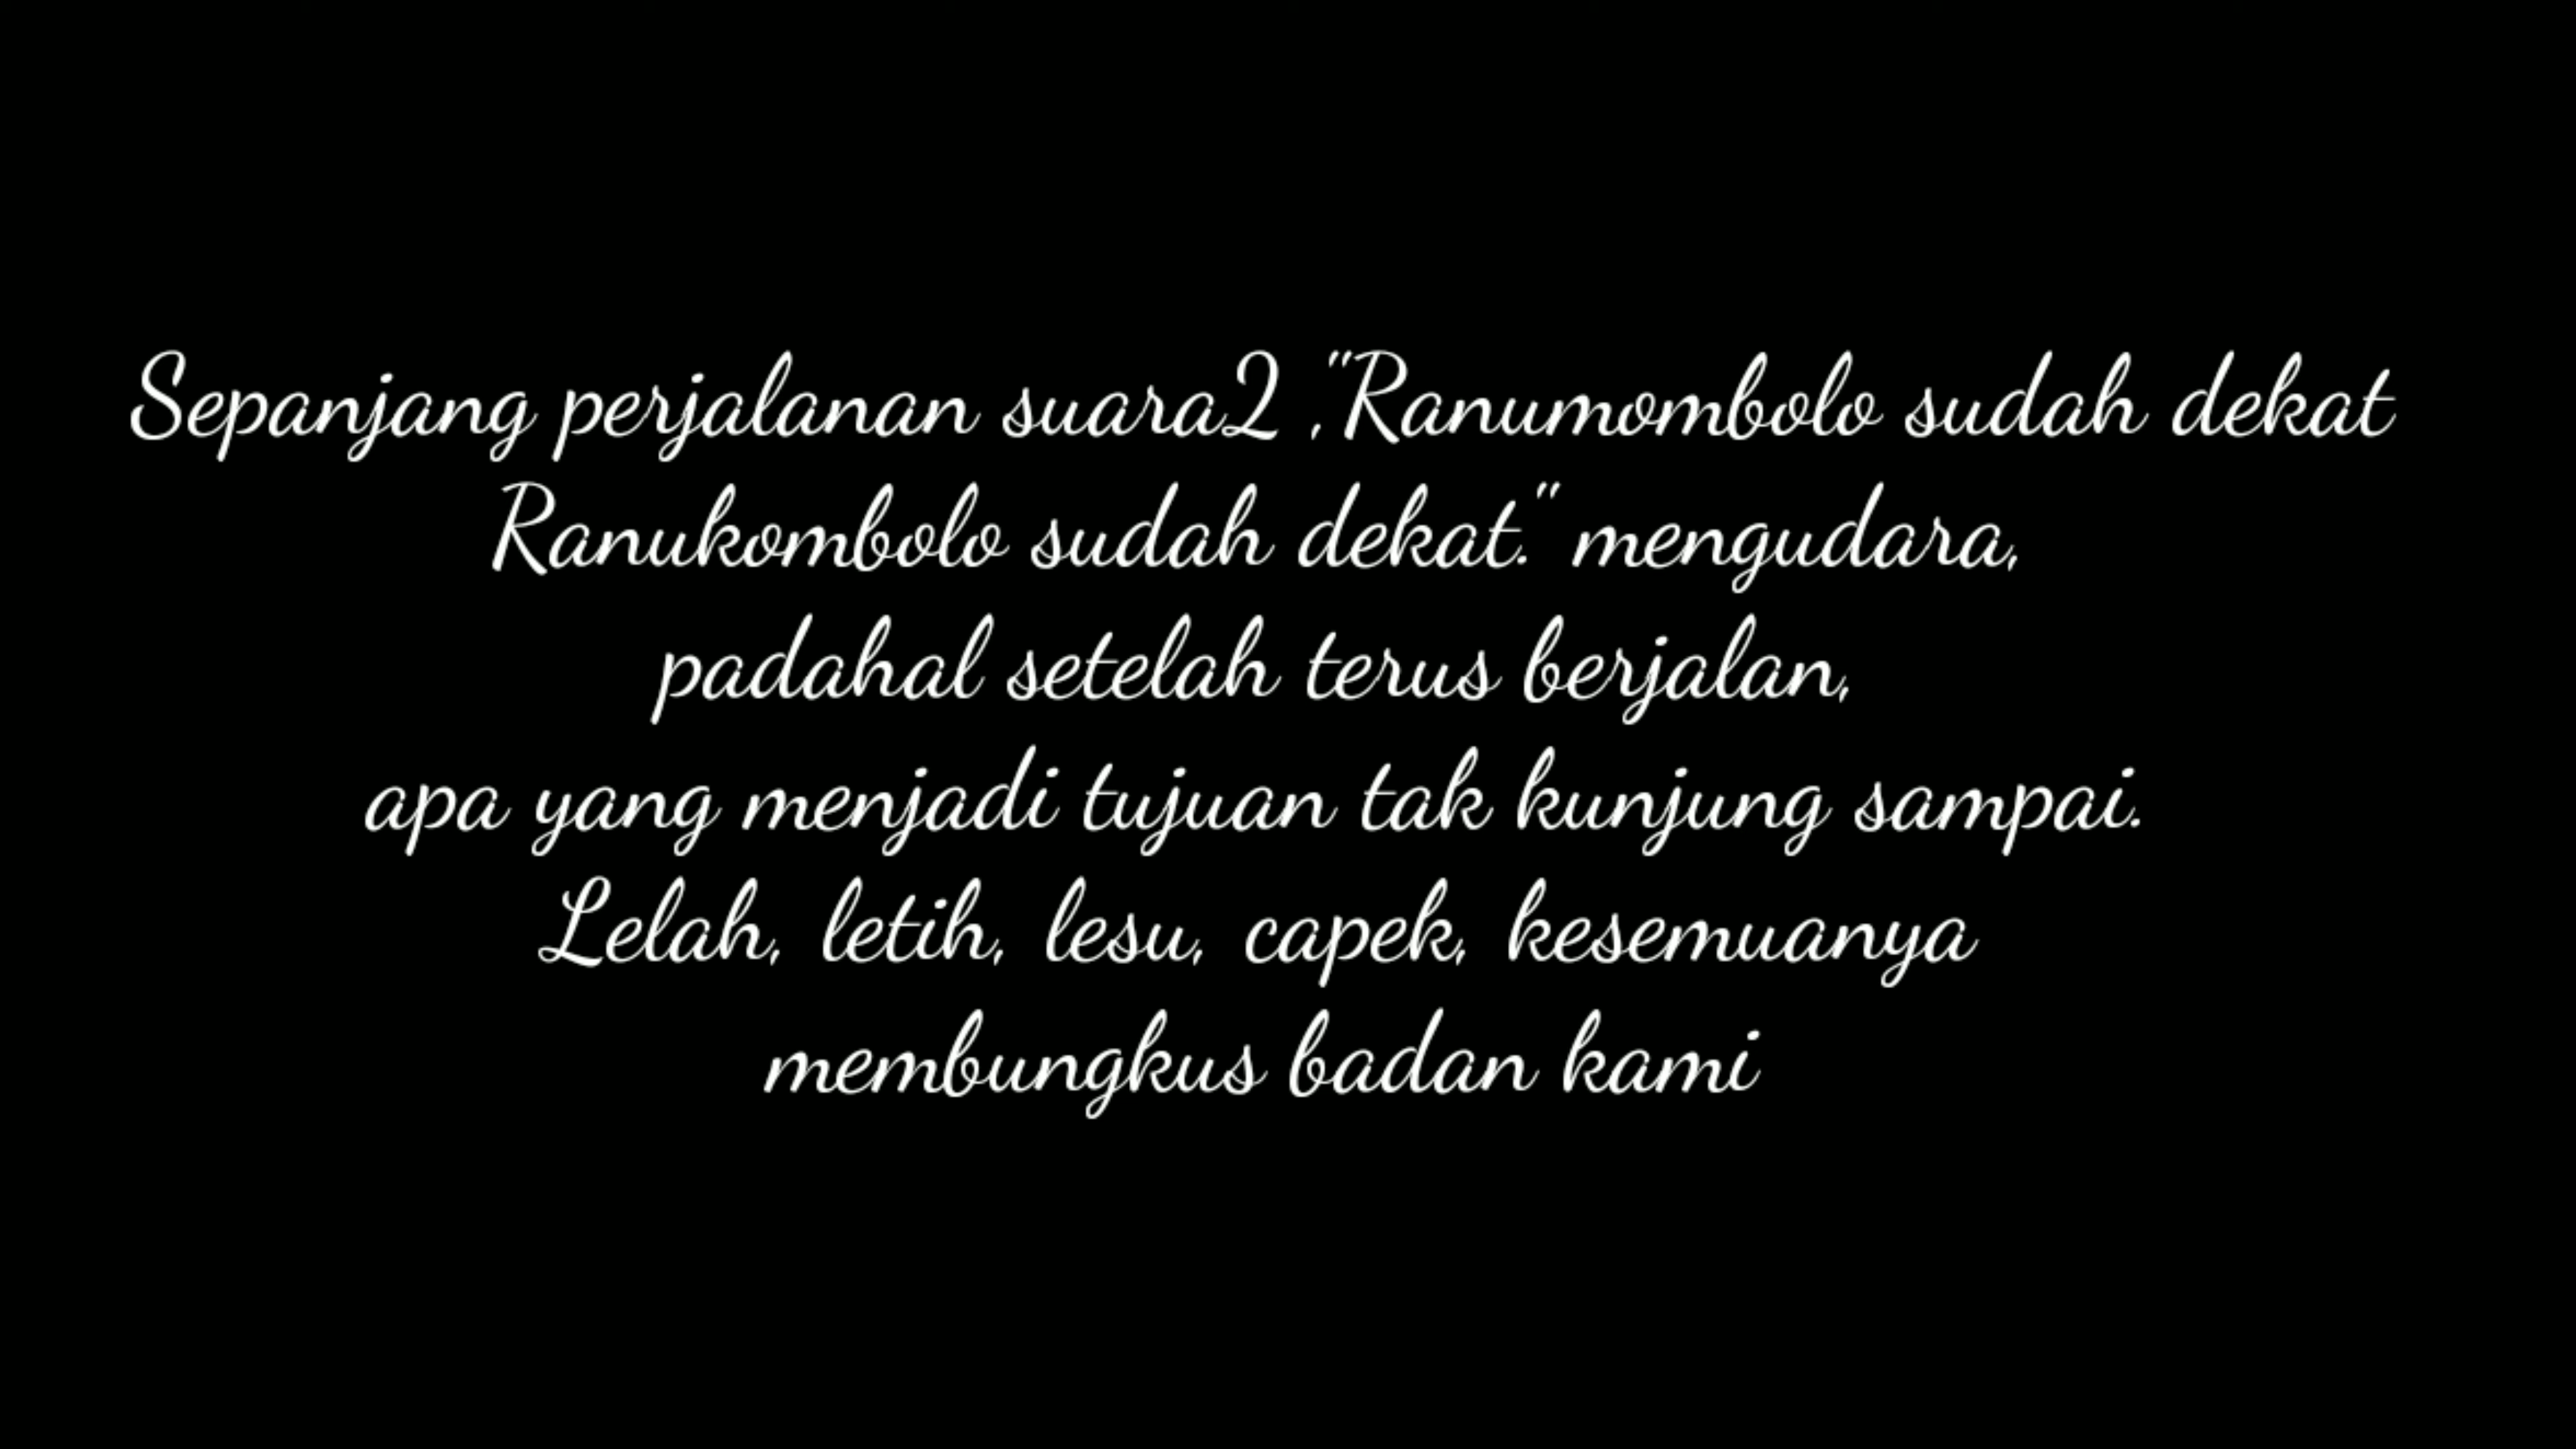 Sepanjang perjalanan suara2 ,"Ranumombolo sudah dekat
Ranukombolo sudah dekat." mengudara,
padahal setelah terus berjalan,
apa yang menjadi tujuan tak kunjung sampai.
Lelah, letih, lesu, capek, kesemuanya
membungkus badan kami